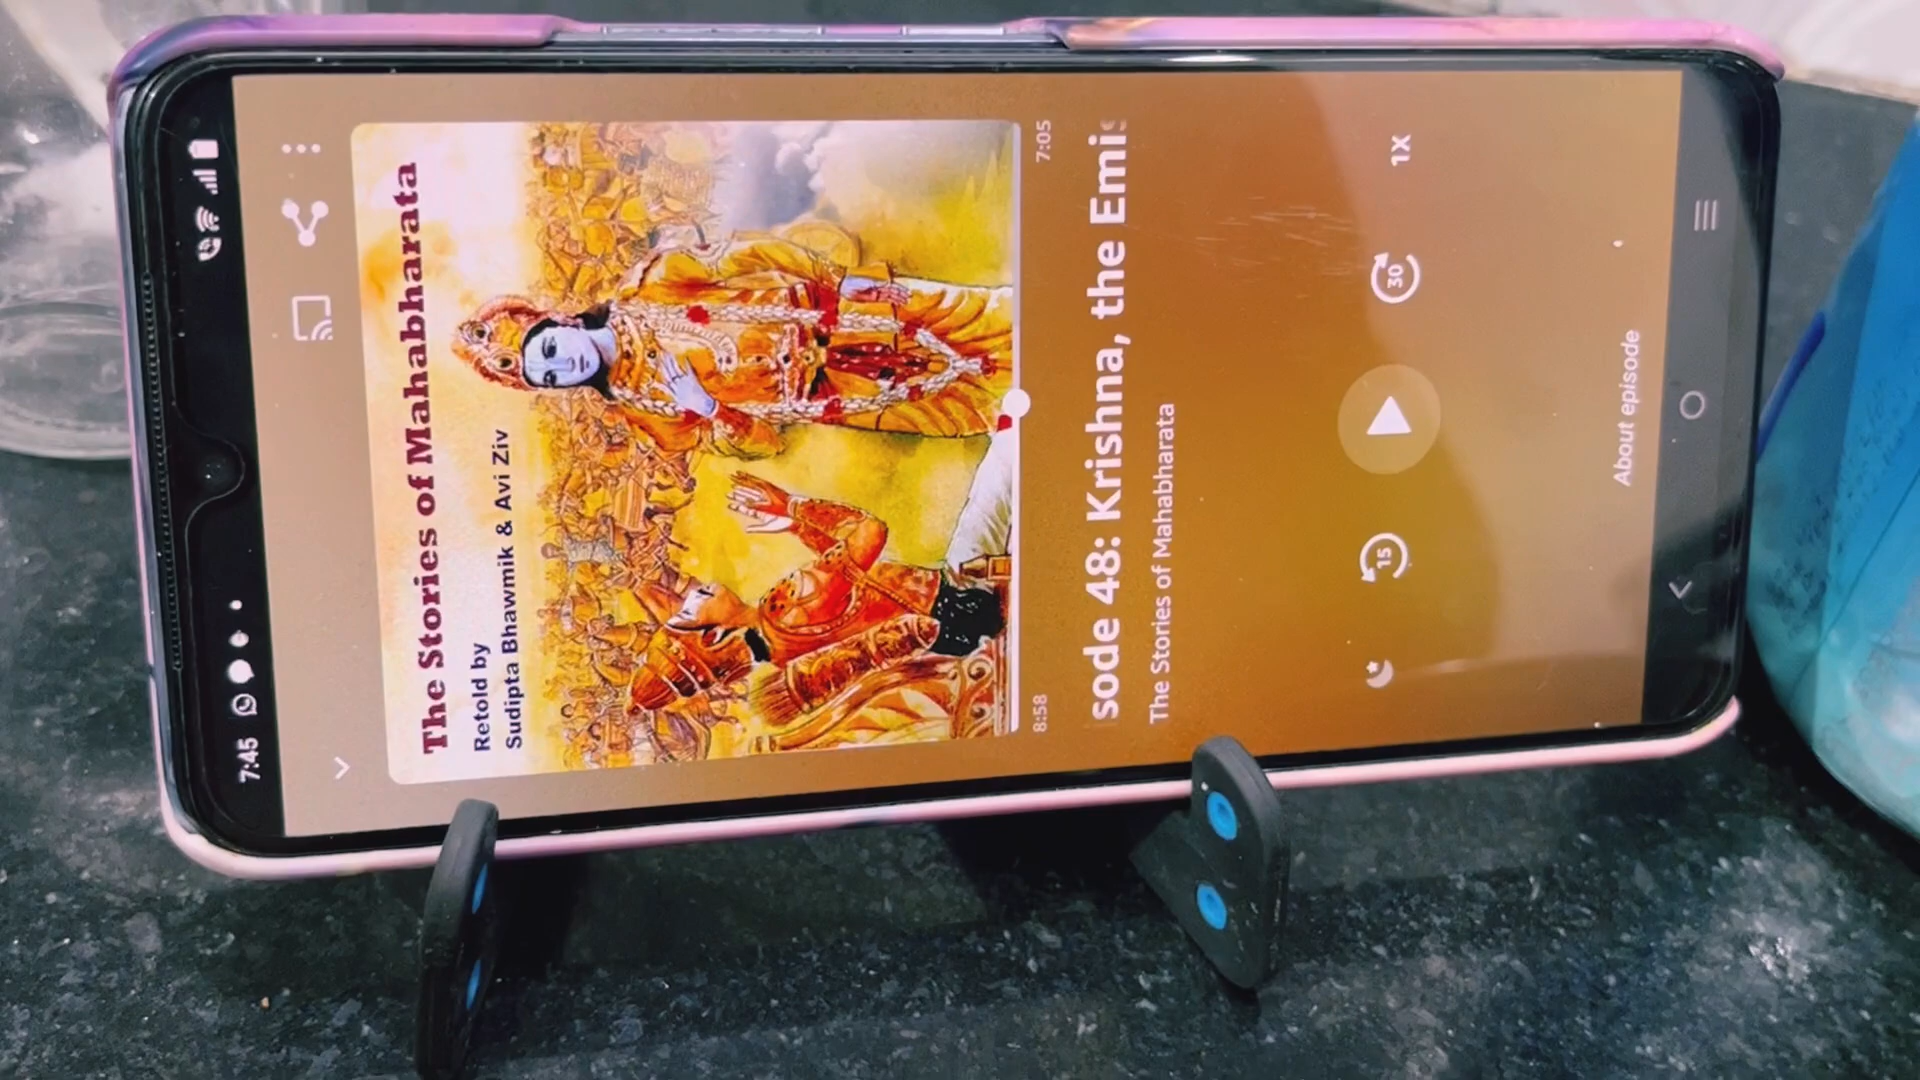 7:45
The Stories of Mahabharata
Retold by
Sudipta Bhawmik & Avi Ziv
8:58
7:05
sode 48: Krishna, the Emis
The Stories of Mahabharata
15
30
1X
About episode